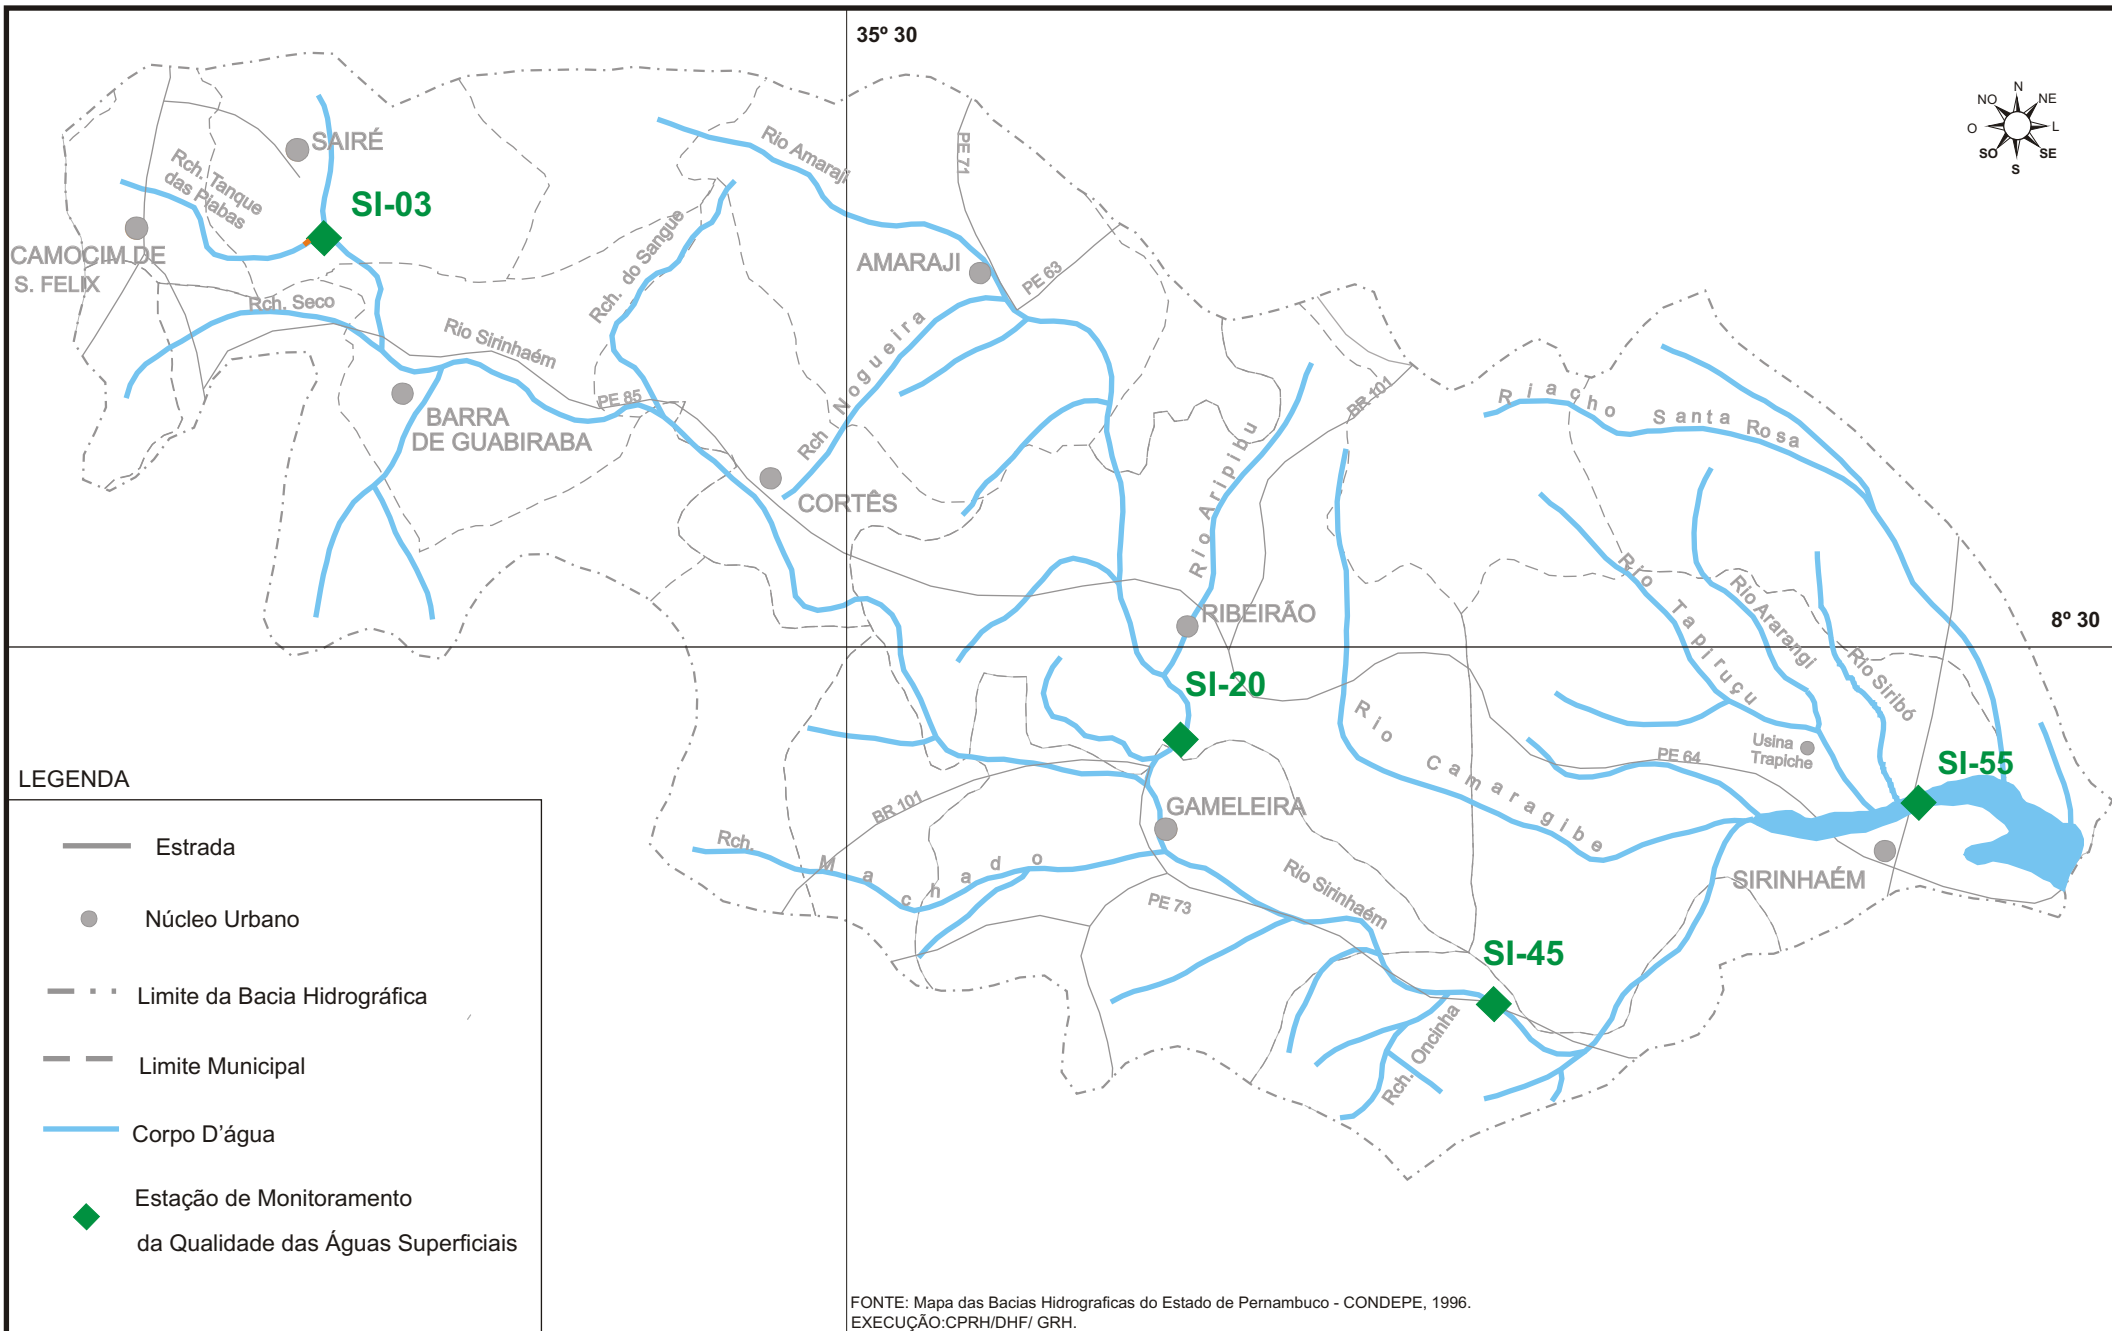 35º 30
N
NO
NE
O
L
SO
SE
S
SAIRÉ
Rch. Tanque
das Piabas
SI-03
CAMOCIM DE
S. FELIX
Rch. Seco
Rio Sirinhaém
Rch. do Sangue
Rio Amaraji
PE 71
AMARAJI
PE 63
Rch Nogueira
PE 85
BARRA
DE GUABIRABA
CORTÊS
Rio Aripibu
BR 101
Riacho Santa Rosa
RIBEIRÃO
8º 30
Rio Tapiruçu
Rio Ararangi
Rio Siribó
SI-20
Rio Camaragibe
Usina
Trapiche
PE 64
SI-55
GAMELEIRA
BR 101
Rch. Machado
PE 73
Rio Sirinhaém
SIRINHAÉM
SI-45
Rch. Oncinha
LEGENDA
Estrada
Núcleo Urbano
Limite da Bacia Hidrográfica
Limite Municipal
Corpo D'água
Estação de Monitoramento
da Qualidade das Águas Superficiais
FONTE: Mapa das Bacias Hidrograficas do Estado de Pernambuco - CONDEPE, 1996.
EXECUÇÃO:CPRH/DHF/ GRH.